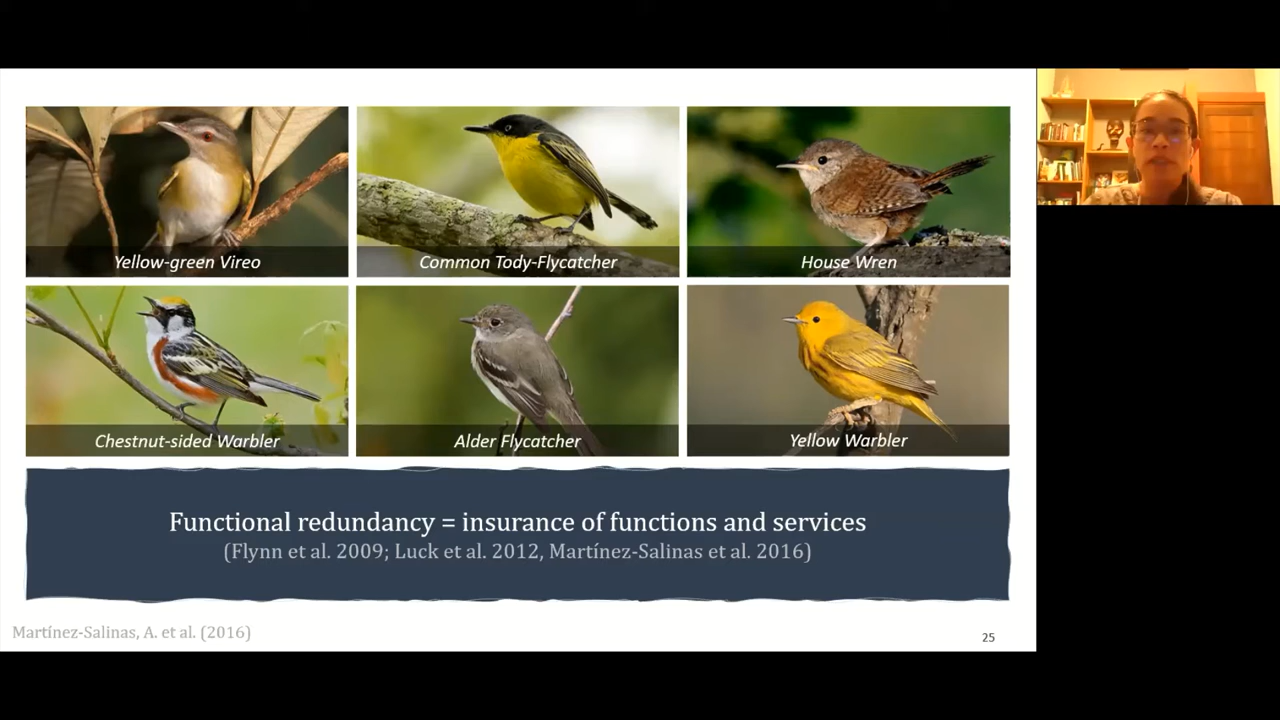 Yellow-green Vireo
Common Tody-Flycatcher
House Wren
Chestnut-sided Warbler
Alder Flycatcher
Yellow Warbler
Functional redundancy = insurance of functions and services
(Flynn et al. 2009; Luck et al. 2012, Martínez-Salinas et al. 2016)
Martínez-Salinas, A. et al. (2016)
25